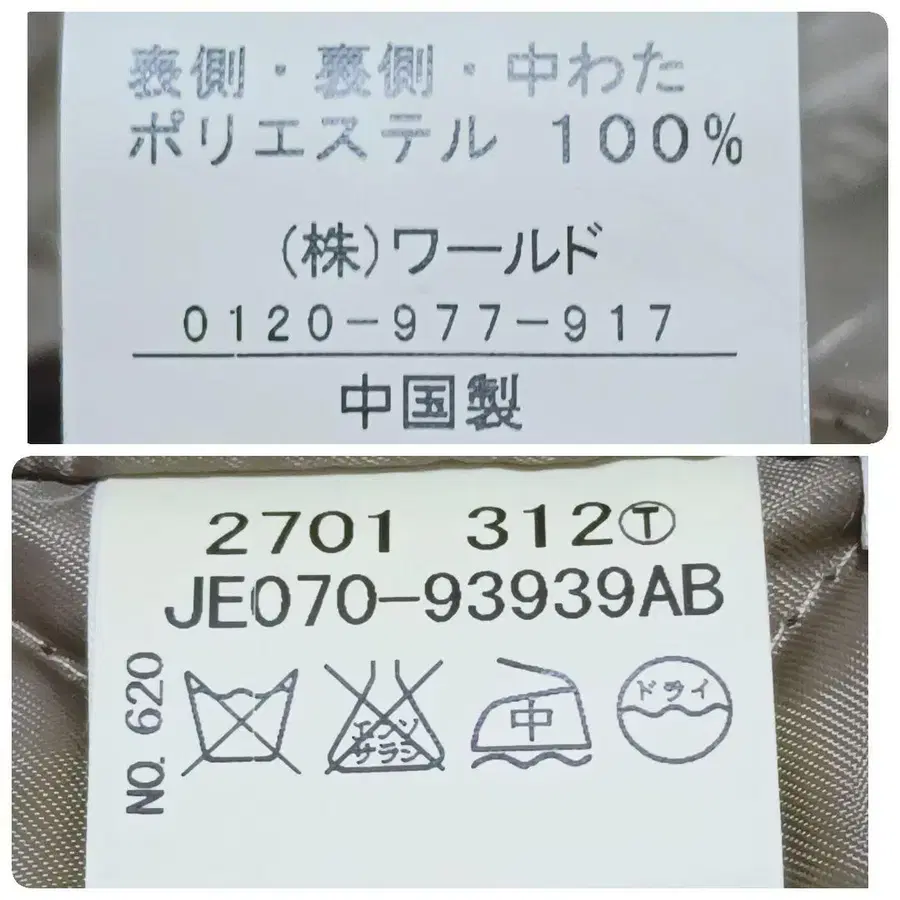 表側・裏側・中わた
ポリエステル 100%
(株)ワールド
0120-977-917
中国製
2701 312Ⓣ
JE070-93939AB
NO. 620
エンソ
サラシ
中
ドライ